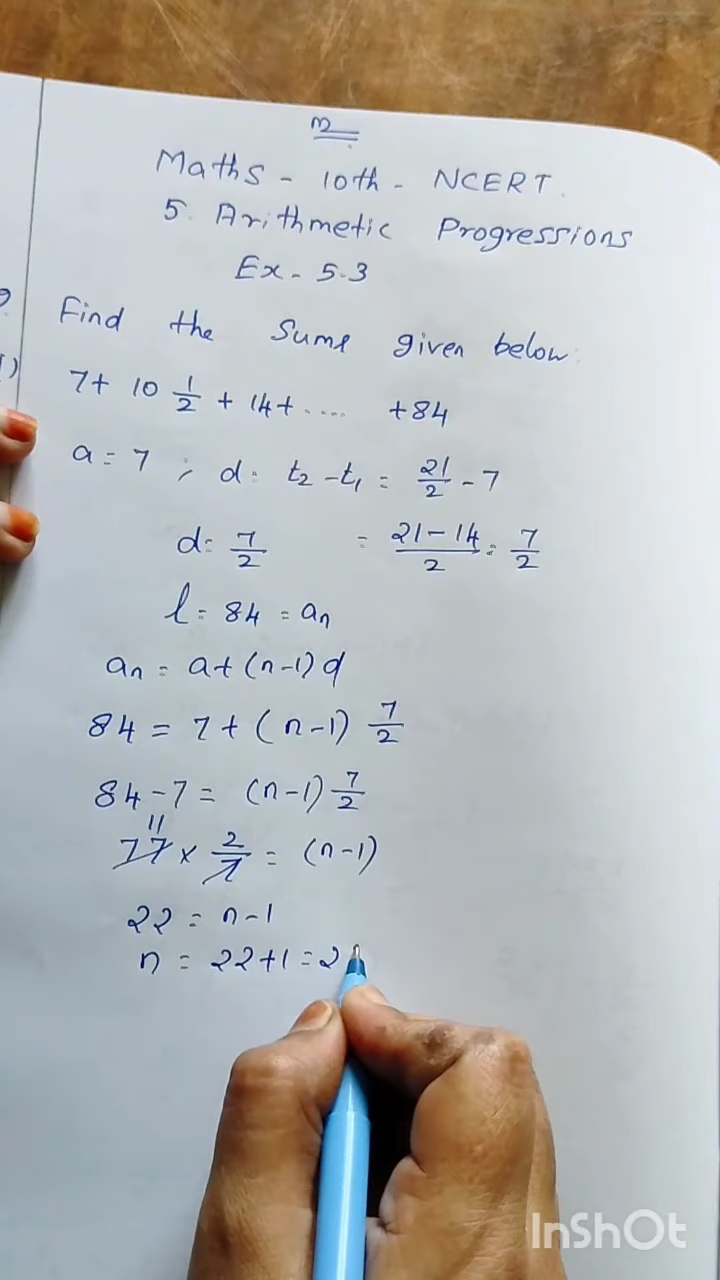 Maths - 10th - NCERT.
5. Arithmetic Progressions
Ex - 5.3
Find the Sums given below:
7 + 10 1/2 + 14 + ..... + 84
a = 7 ; d = t₂ - t₁ = 21/2 - 7
d = 7/2 = (21 - 14)/2 = 7/2
l = 84 = aₙ
aₙ = a + (n-1) d
84 = 7 + (n-1) 7/2
84 - 7 = (n-1) 7/2
11
77 × 2/7 = (n-1)
22 = n-1
n = 22 + 1 = 2
InShOt